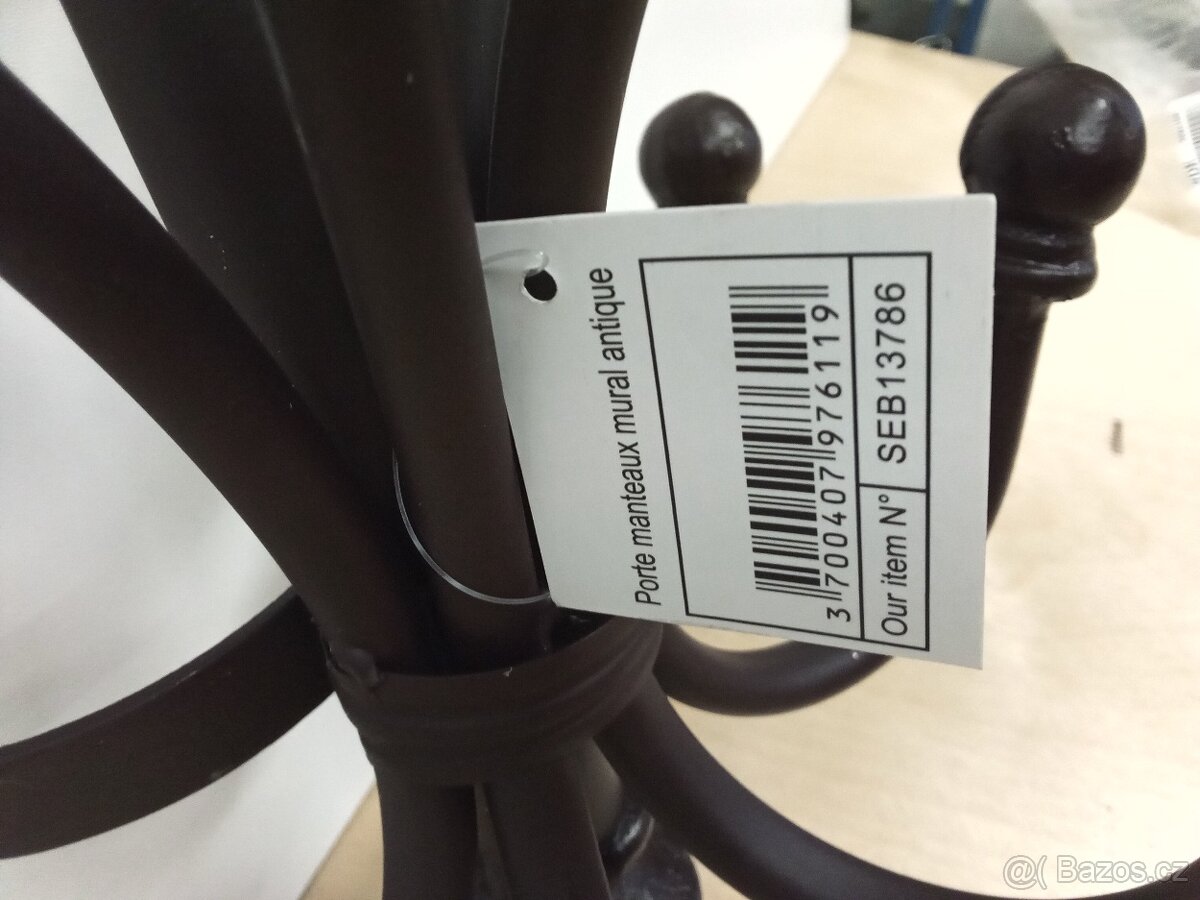 Porte manteaux mural antique
3 700407 976119
Our item N° SEB13786
@( Bazos.cz